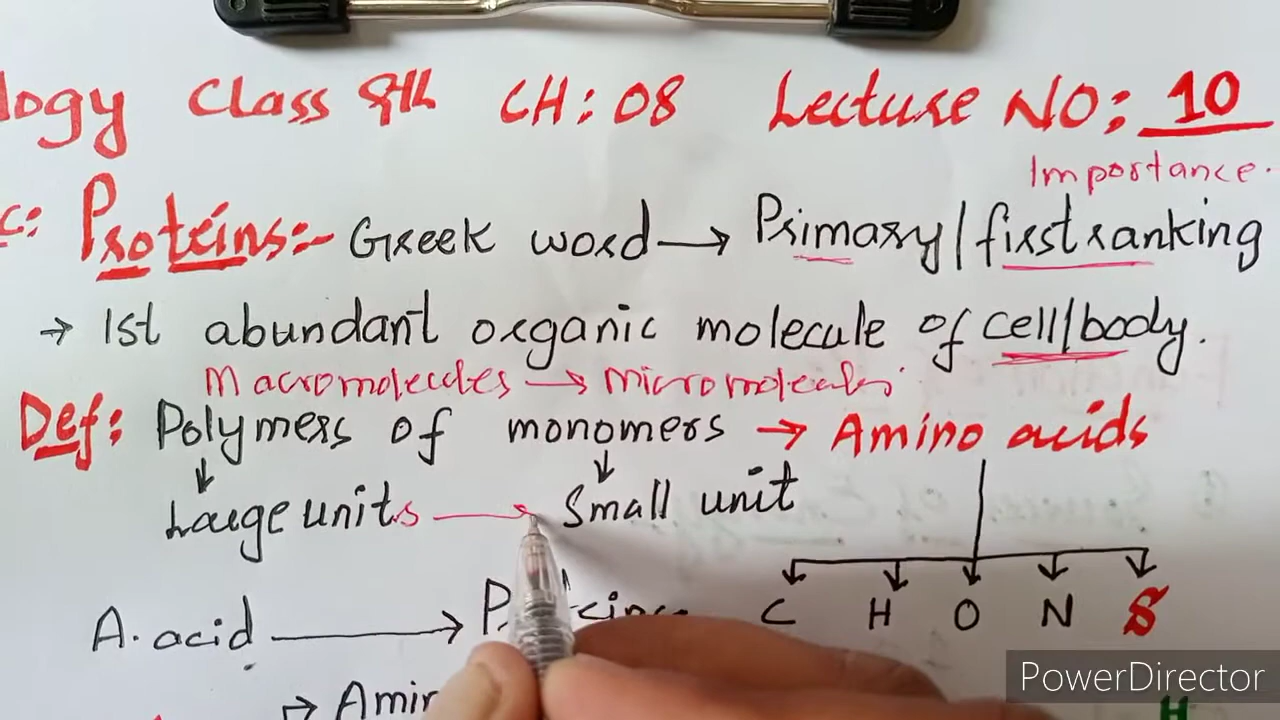 logy Class 9th CH: 08 Lecture NO: 10
Importance.
c: Proteins:- Greek word → Primary/first ranking
→ 1st abundant organic molecule of cell/body.
Macromolecules → Micromolecules.
Def: Polymers of monomers → Amino acids
Large units → Small unit
C H O N S
A. acid →
→ Amin
H
PowerDirector